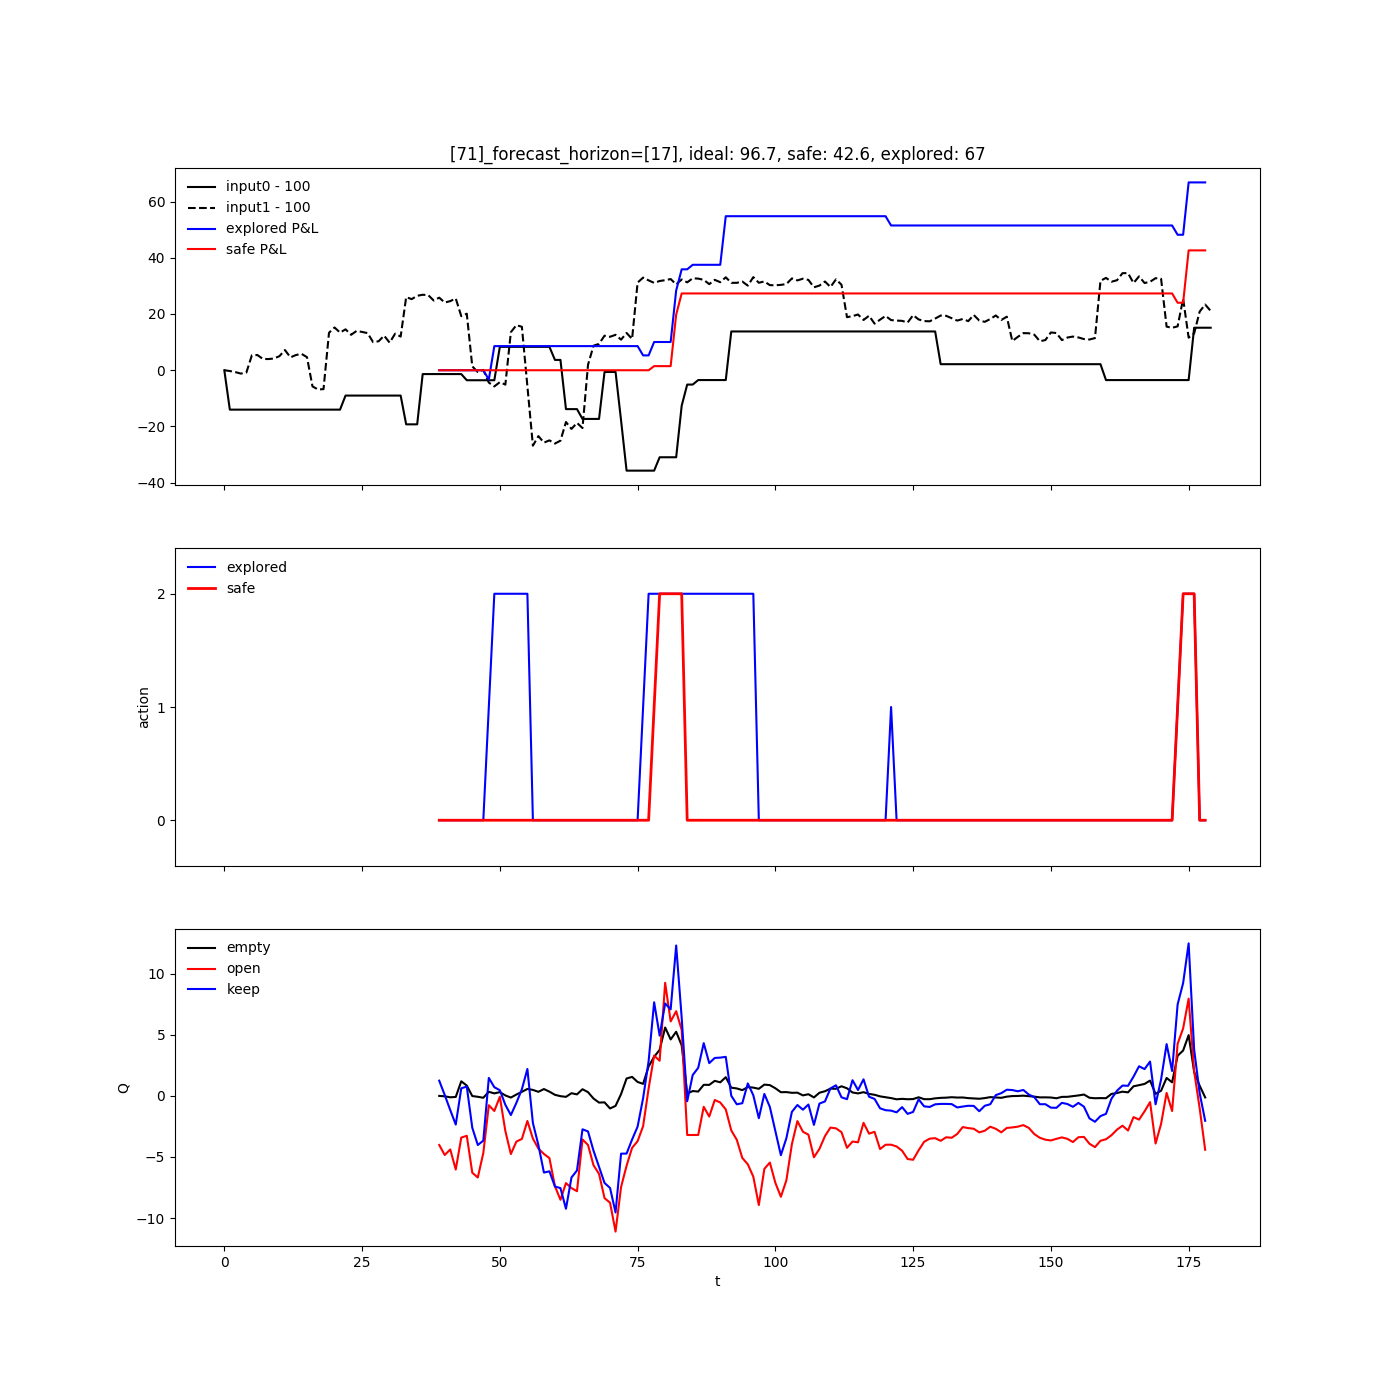 [71]_forecast_horizon=[17], ideal: 96.7, safe: 42.6, explored: 67
input0 - 100
input1 - 100
explored P&L
safe P&L
60
40
20
0
−20
−40
explored
safe
2
1
0
action
empty
open
keep
10
5
0
−5
−10
Q
0 25 50 75 100 125 150 175
t